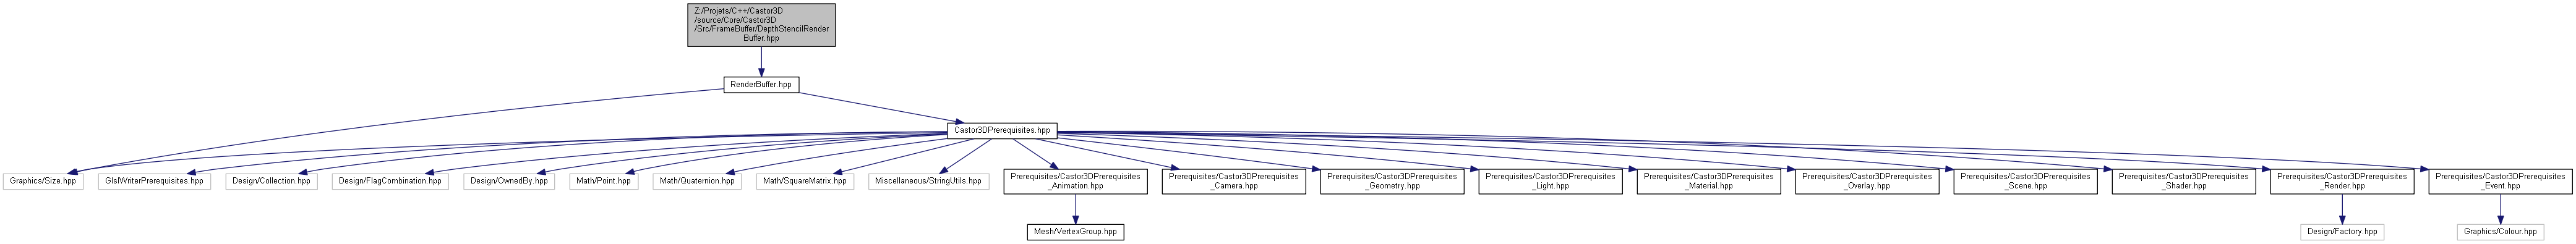 Z:/Projets/C++/Castor3D
/source/Core/Castor3D
/Src/FrameBuffer/DepthStencilRender
Buffer.hpp
RenderBuffer.hpp
Castor3DPrerequisites.hpp
Graphics/Size.hpp
GlslWriterPrerequisites.hpp
Design/Collection.hpp
Design/FlagCombination.hpp
Design/OwnedBy.hpp
Math/Point.hpp
Math/Quaternion.hpp
Math/SquareMatrix.hpp
Miscellaneous/StringUtils.hpp
Prerequisites/Castor3DPrerequisites
_Animation.hpp
Prerequisites/Castor3DPrerequisites
_Camera.hpp
Prerequisites/Castor3DPrerequisites
_Geometry.hpp
Prerequisites/Castor3DPrerequisites
_Light.hpp
Prerequisites/Castor3DPrerequisites
_Material.hpp
Prerequisites/Castor3DPrerequisites
_Overlay.hpp
Prerequisites/Castor3DPrerequisites
_Scene.hpp
Prerequisites/Castor3DPrerequisites
_Shader.hpp
Prerequisites/Castor3DPrerequisites
_Render.hpp
Prerequisites/Castor3DPrerequisites
_Event.hpp
Mesh/VertexGroup.hpp
Design/Factory.hpp
Graphics/Colour.hpp